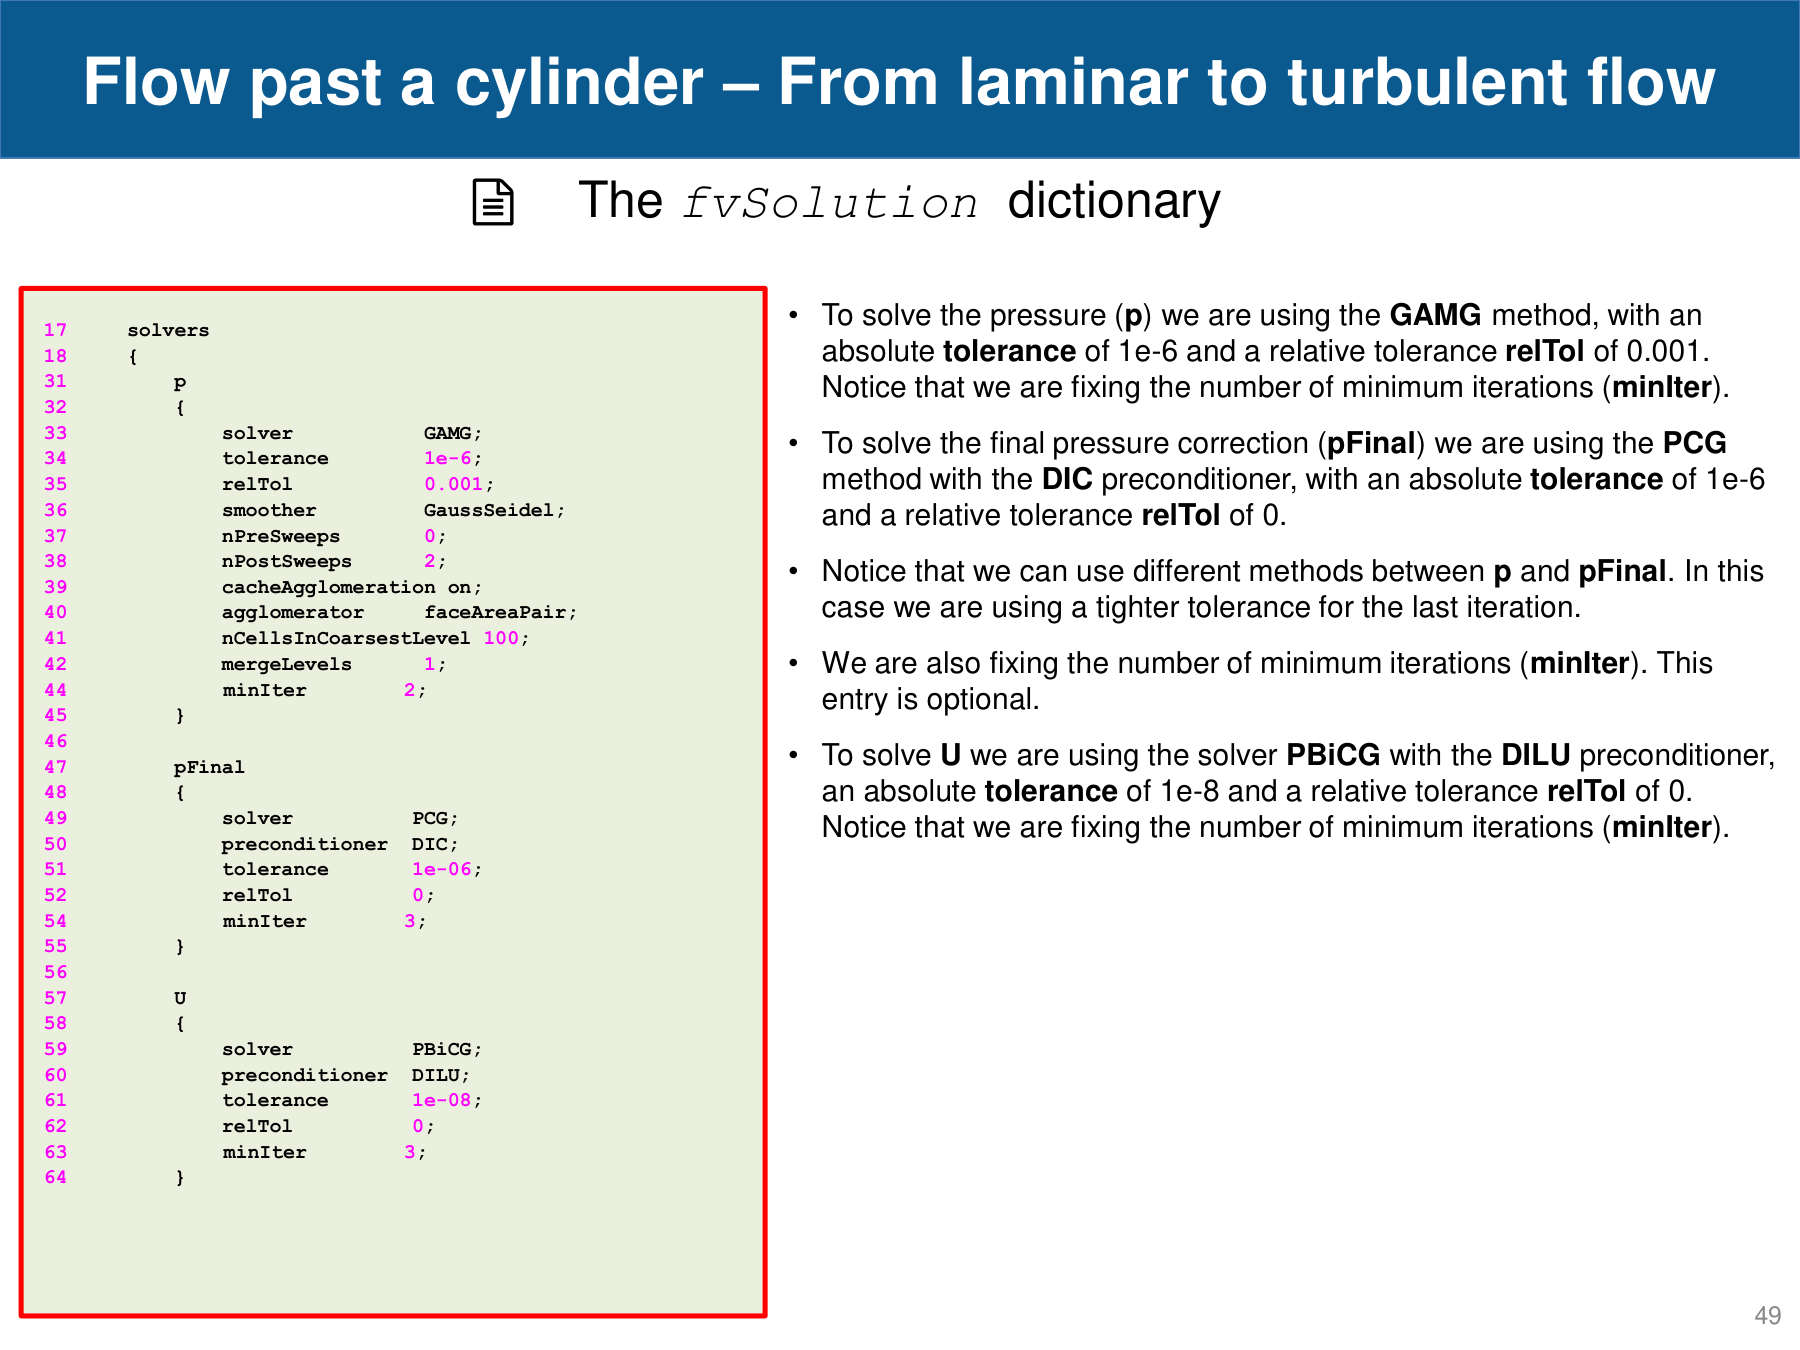 Flow past a cylinder – From laminar to turbulent flow
The fvSolution dictionary
17     solvers
18     {
31         p
32         {
33             solver           GAMG;
34             tolerance        1e-6;
35             relTol           0.001;
36             smoother         GaussSeidel;
37             nPreSweeps       0;
38             nPostSweeps      2;
39             cacheAgglomeration on;
40             agglomerator     faceAreaPair;
41             nCellsInCoarsestLevel 100;
42             mergeLevels      1;
44             minIter        2;
45         }
46
47         pFinal
48         {
49             solver          PCG;
50             preconditioner  DIC;
51             tolerance       1e-06;
52             relTol          0;
54             minIter        3;
55         }
56
57         U
58         {
59             solver          PBiCG;
60             preconditioner  DILU;
61             tolerance       1e-08;
62             relTol          0;
63             minIter        3;
64         }
• To solve the pressure (p) we are using the GAMG method, with an
absolute tolerance of 1e-6 and a relative tolerance relTol of 0.001.
Notice that we are fixing the number of minimum iterations (minIter).
• To solve the final pressure correction (pFinal) we are using the PCG
method with the DIC preconditioner, with an absolute tolerance of 1e-6
and a relative tolerance relTol of 0.
• Notice that we can use different methods between p and pFinal. In this
case we are using a tighter tolerance for the last iteration.
• We are also fixing the number of minimum iterations (minIter). This
entry is optional.
• To solve U we are using the solver PBiCG with the DILU preconditioner,
an absolute tolerance of 1e-8 and a relative tolerance relTol of 0.
Notice that we are fixing the number of minimum iterations (minIter).
49